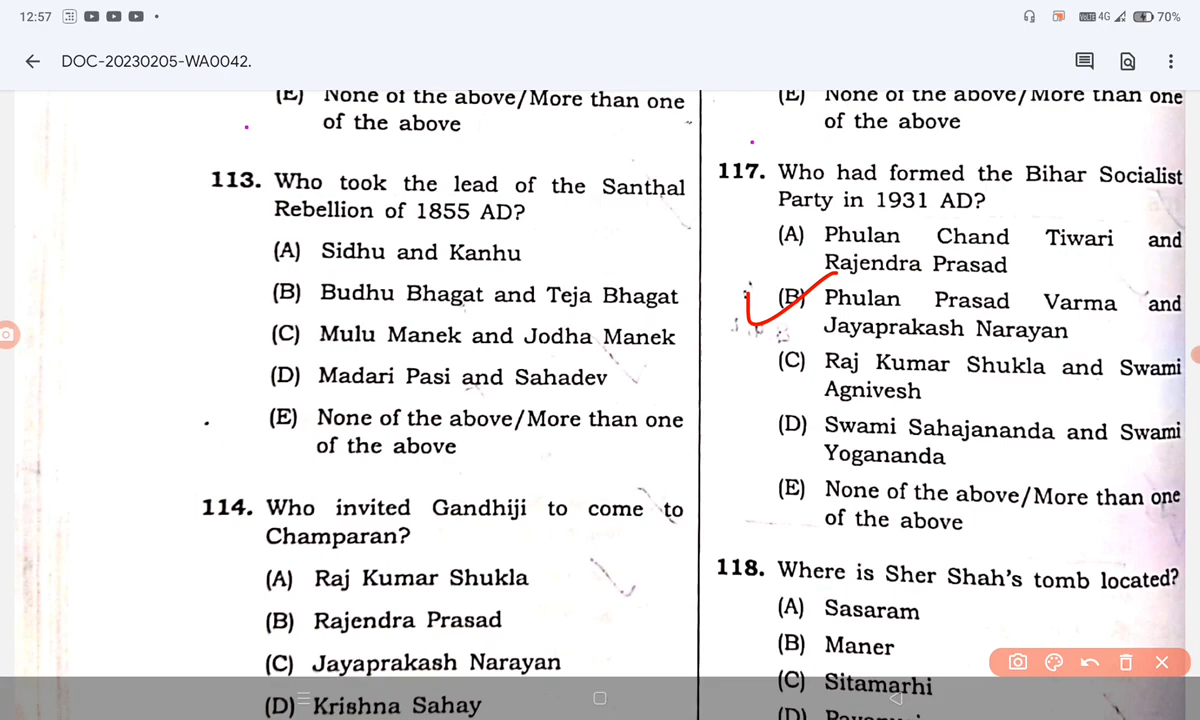 12:57
4G 70%
DOC-20230205-WA0042.
(E) None of the above/More than one
of the above
113. Who took the lead of the Santhal
Rebellion of 1855 AD?
(A) Sidhu and Kanhu
(B) Budhu Bhagat and Teja Bhagat
(C) Mulu Manek and Jodha Manek
(D) Madari Pasi and Sahadev
(E) None of the above/More than one
of the above
114. Who invited Gandhiji to come to
Champaran?
(A) Raj Kumar Shukla
(B) Rajendra Prasad
(C) Jayaprakash Narayan
(D) Krishna Sahay
(E) None of the above/More than one
of the above
117. Who had formed the Bihar Socialist
Party in 1931 AD?
(A) Phulan Chand Tiwari and
Rajendra Prasad
(B) Phulan Prasad Varma and
Jayaprakash Narayan
(C) Raj Kumar Shukla and Swami
Agnivesh
(D) Swami Sahajananda and Swami
Yogananda
(E) None of the above/More than one
of the above
118. Where is Sher Shah's tomb located?
(A) Sasaram
(B) Maner
(C) Sitamarhi
(D)